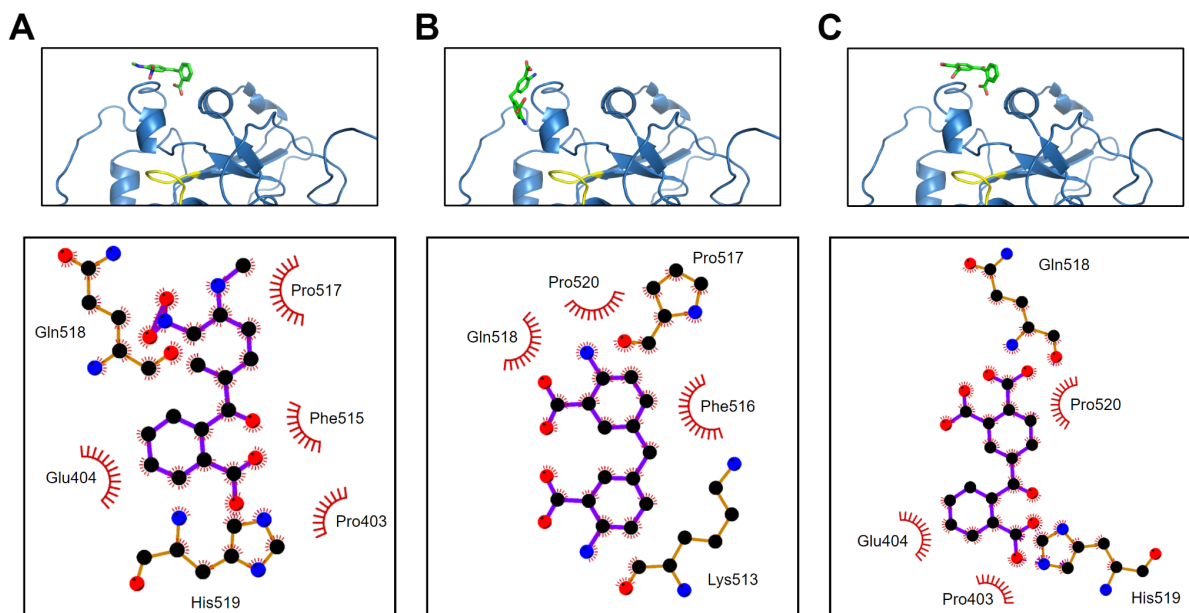 A
B
C
Pro517
Gln518
Phe515
Glu404
Pro403
His519
Pro517
Pro520
Gln518
Phe516
Lys513
Gln518
Pro520
Glu404
Pro403
His519